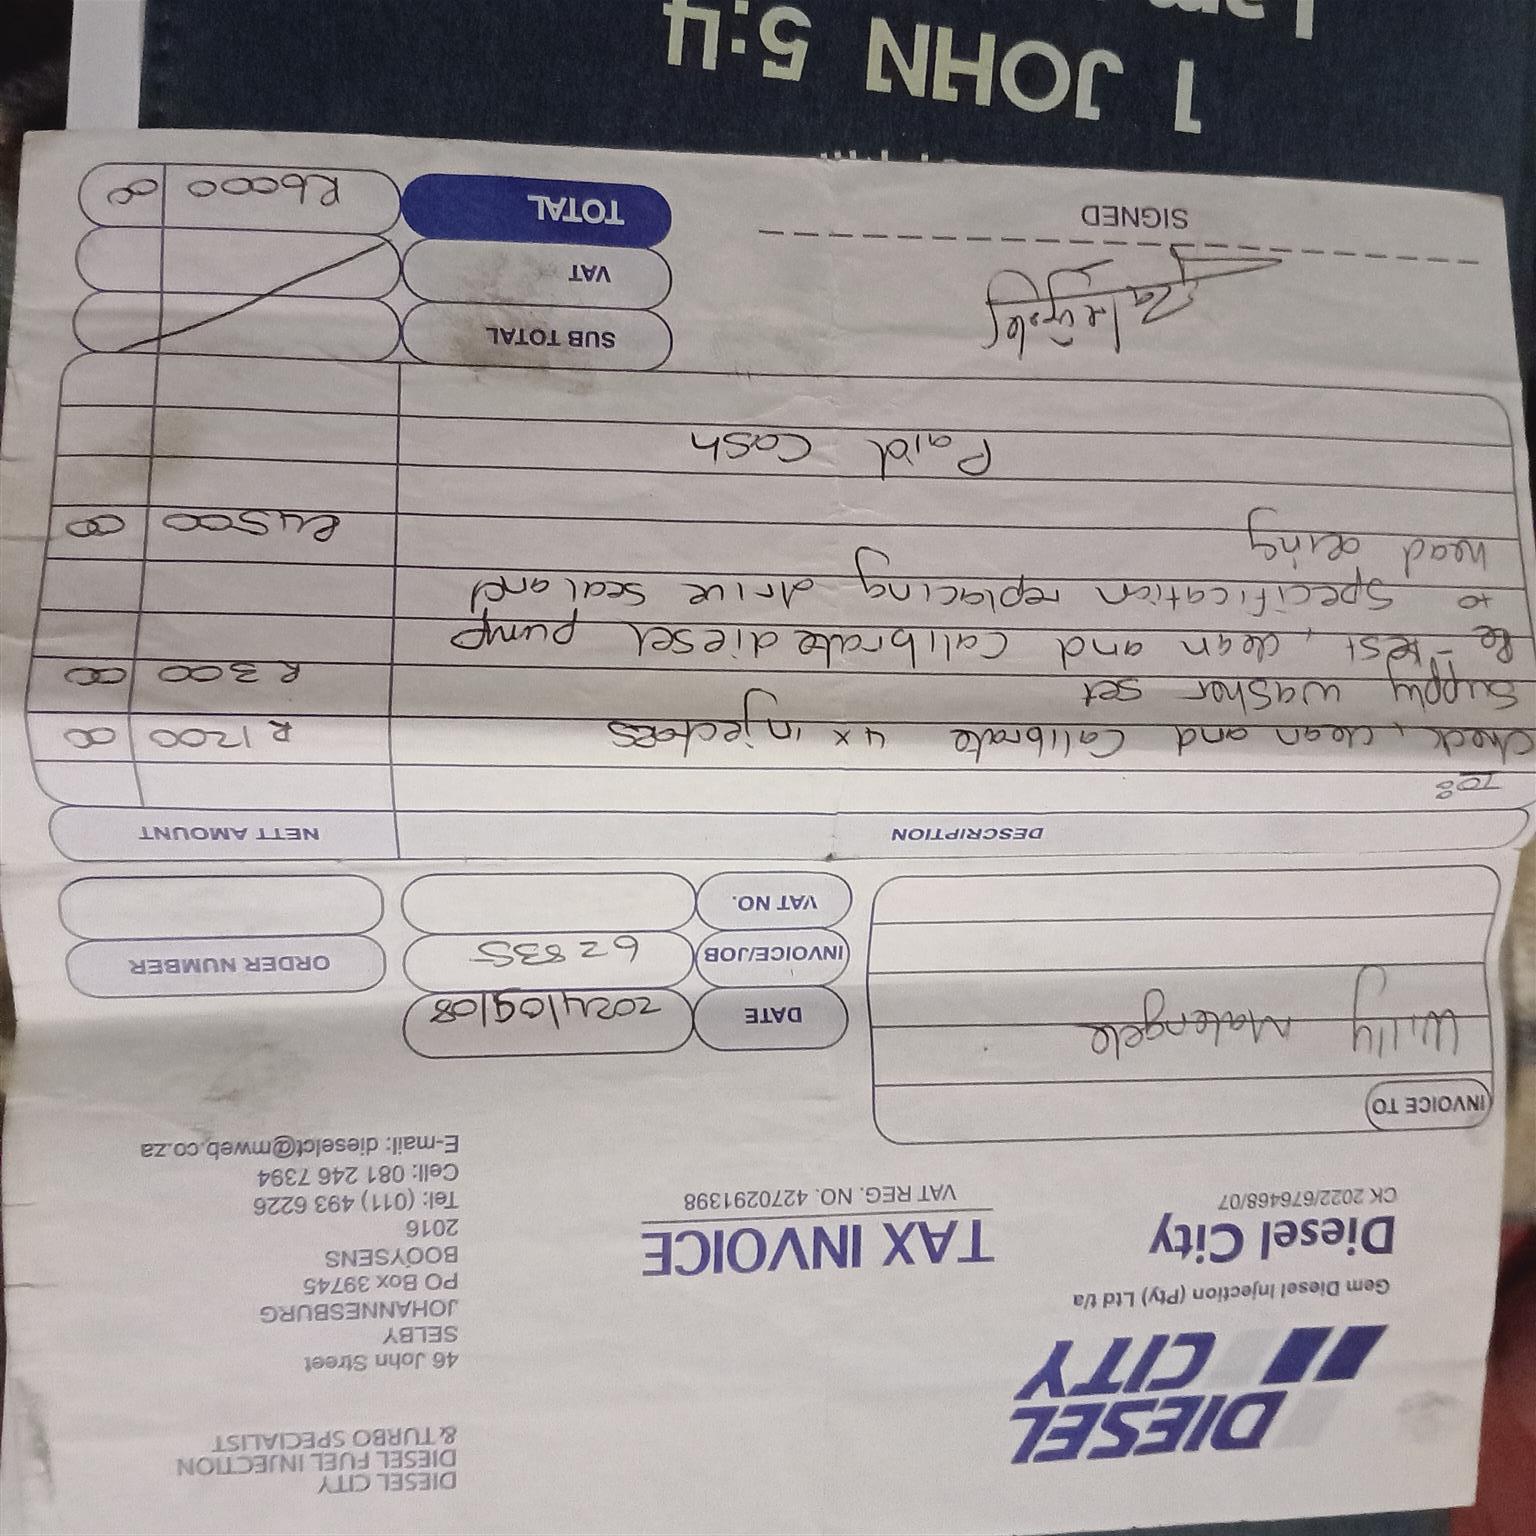 DIESEL CITY
DIESEL FUEL INJECTION
& TURBO SPECIALIST
DIESEL
CITY
Gem Diesel Injection (Pty) Ltd t/a
Diesel City
CK 2022/676468/07
TAX INVOICE
VAT REG. NO. 4270291398
46 John Street
SELBY
JOHANNESBURG
PO Box 39745
BOOYSENS
2016
Tel: (011) 493 6226
Cell: 081 246 7394
E-mail: dieselct@mweb.co.za
INVOICE TO
Willy Malengele
DATE 2024/09/08
INVOICE/JOB 62835
ORDER NUMBER
VAT NO.
DESCRIPTION NETT AMOUNT
To:
check, clean and calibrate 4x injectors R1200 00
supply washer set R300 00
Re-test, clean and calibrate diesel pump
to specification replacing drive seal and
head oring R4500 00
Paid Cash
SUB TOTAL
VAT
TOTAL R6000 00
SIGNED
1 JOHN 5:4